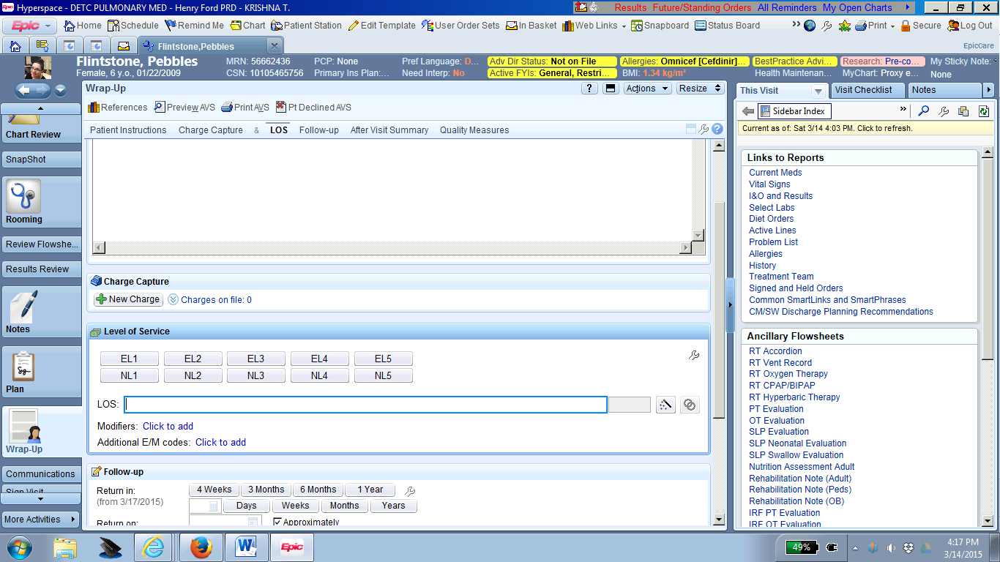 Hyperspace - DETC PULMONARY MED - Henry Ford PRD - KRISHNA T.
Results Future/Standing Orders All Reminders My Open Charts
Epic Home Schedule Remind Me Chart Patient Station Edit Template User Order Sets In Basket Web Links Snapboard Status Board Print Secure Log Out
Flintstone,Pebbles
EpicCare
Flintstone, Pebbles MRN: 56662436 PCP: None Pref Language: D... Adv Dir Status: Not on File Allergies: Omnicef [Cefdinir]... BestPractice Advi... Research: Pre-co... My Sticky Note:
Female, 6 y.o., 01/22/2009 CSN: 10105465756 Primary Ins Plan:... Need Interp: No Active FYIs: General, Restri... BMI: 1.34 kg/m² Health Maintenan... MyChart: Proxy e... None
Wrap-Up ? Actions Resize
References Preview AVS Print AVS Pt Declined AVS
Patient Instructions Charge Capture & LOS Follow-up After Visit Summary Quality Measures
Chart Review
SnapShot
Rooming
Review Flowshe...
Results Review
Notes
Plan
Wrap-Up
Communications
Sign Visit
More Activities
Charge Capture
New Charge Charges on file: 0
Level of Service
EL1 EL2 EL3 EL4 EL5
NL1 NL2 NL3 NL4 NL5
LOS:
Modifiers: Click to add
Additional E/M codes: Click to add
Follow-up
Return in: 4 Weeks 3 Months 6 Months 1 Year
(from 3/17/2015) Days Weeks Months Years
Return on: Approximately
This Visit Visit Checklist Notes
Sidebar Index
Current as of: Sat 3/14 4:03 PM. Click to refresh.
Links to Reports
Current Meds
Vital Signs
I&O and Results
Select Labs
Diet Orders
Active Lines
Problem List
Allergies
History
Treatment Team
Signed and Held Orders
Common SmartLinks and SmartPhrases
CM/SW Discharge Planning Recommendations
Ancillary Flowsheets
RT Accordion
RT Vent Record
RT Oxygen Therapy
RT CPAP/BIPAP
RT Hyperbaric Therapy
PT Evaluation
OT Evaluation
SLP Evaluation
SLP Neonatal Evaluation
SLP Swallow Evaluation
Nutrition Assessment Adult
Rehabilitation Note (Adult)
Rehabilitation Note (Peds)
Rehabilitation Note (OB)
IRF PT Evaluation
IRF OT Evaluation
Epic
49%
4:17 PM
3/14/2015